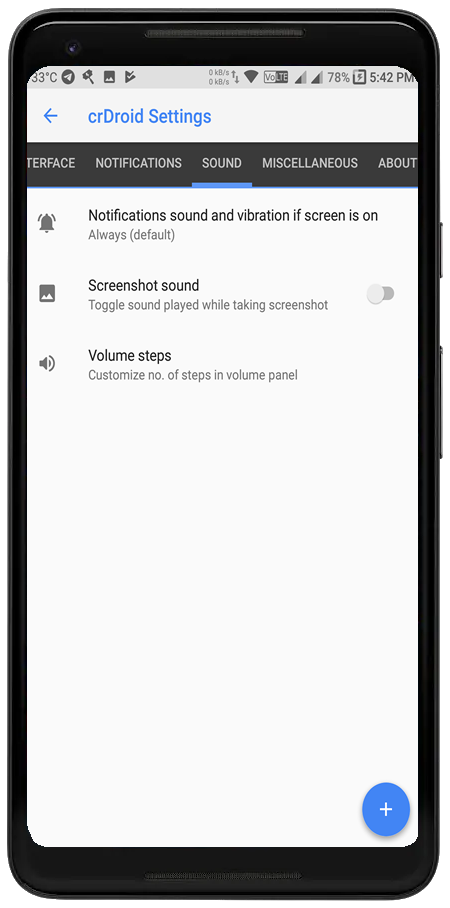 33°C 0 kB/s 0 kB/s VoLTE 78% 5:42 PM
crDroid Settings
TERFACE NOTIFICATIONS SOUND MISCELLANEOUS ABOUT
Notifications sound and vibration if screen is on
Always (default)
Screenshot sound
Toggle sound played while taking screenshot
Volume steps
Customize no. of steps in volume panel